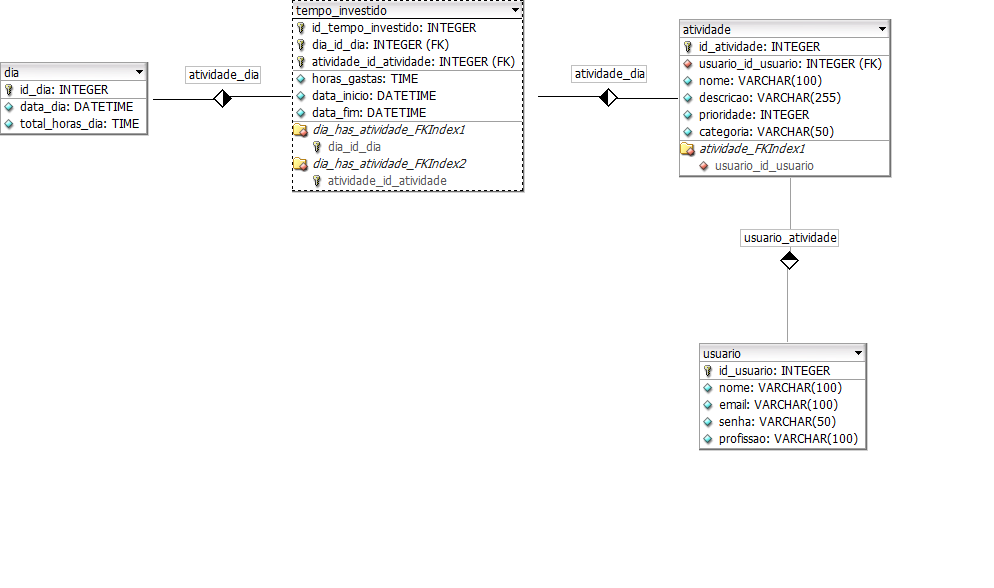 dia
id_dia: INTEGER
data_dia: DATETIME
total_horas_dia: TIME
atividade_dia
tempo_investido
id_tempo_investido: INTEGER
dia_id_dia: INTEGER (FK)
atividade_id_atividade: INTEGER (FK)
horas_gastas: TIME
data_inicio: DATETIME
data_fim: DATETIME
dia_has_atividade_FKIndex1
dia_id_dia
dia_has_atividade_FKIndex2
atividade_id_atividade
atividade_dia
atividade
id_atividade: INTEGER
usuario_id_usuario: INTEGER (FK)
nome: VARCHAR(100)
descricao: VARCHAR(255)
prioridade: INTEGER
categoria: VARCHAR(50)
atividade_FKIndex1
usuario_id_usuario
usuario_atividade
usuario
id_usuario: INTEGER
nome: VARCHAR(100)
email: VARCHAR(100)
senha: VARCHAR(50)
profissao: VARCHAR(100)